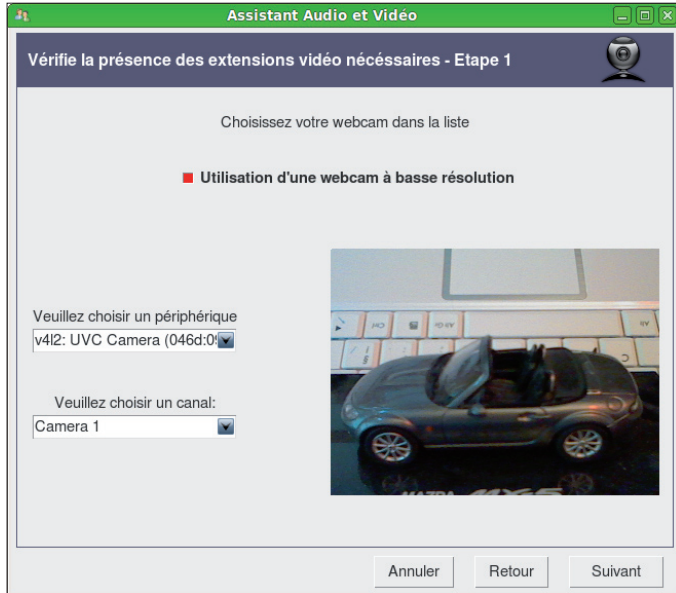 Assistant Audio et Vidéo
Vérifie la présence des extensions vidéo nécéssaires - Etape 1
Choisissez votre webcam dans la liste
Utilisation d'une webcam à basse résolution
Veuillez choisir un périphérique
v4l2: UVC Camera (046d:09
Veuillez choisir un canal:
Camera 1
Annuler Retour Suivant